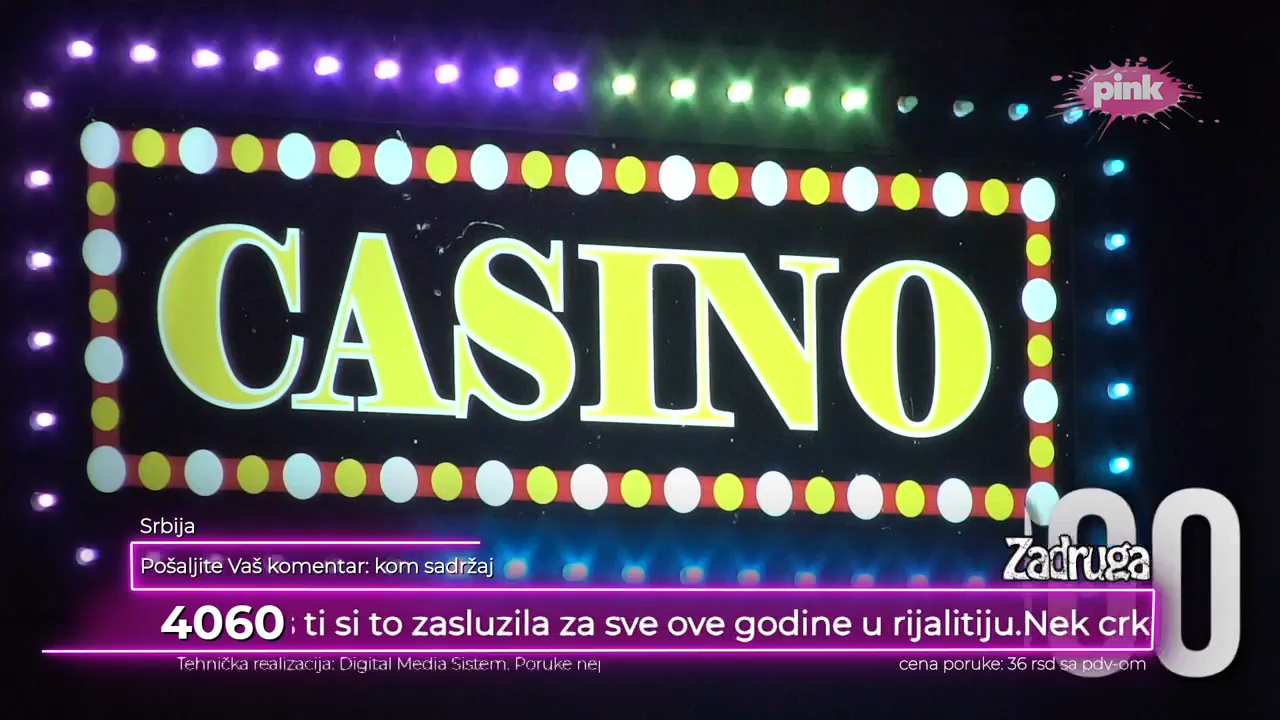 pink
CASINO
Srbija
Pošaljite Vaš komentar: kom sadržaj
Zadruga
4060 ti si to zasluzila za sve ove godine u rijalitiju.Nek crk
Tehnička realizacija: Digital Media Sistem. Poruke
cena poruke: 36 rsd sa pdv-om